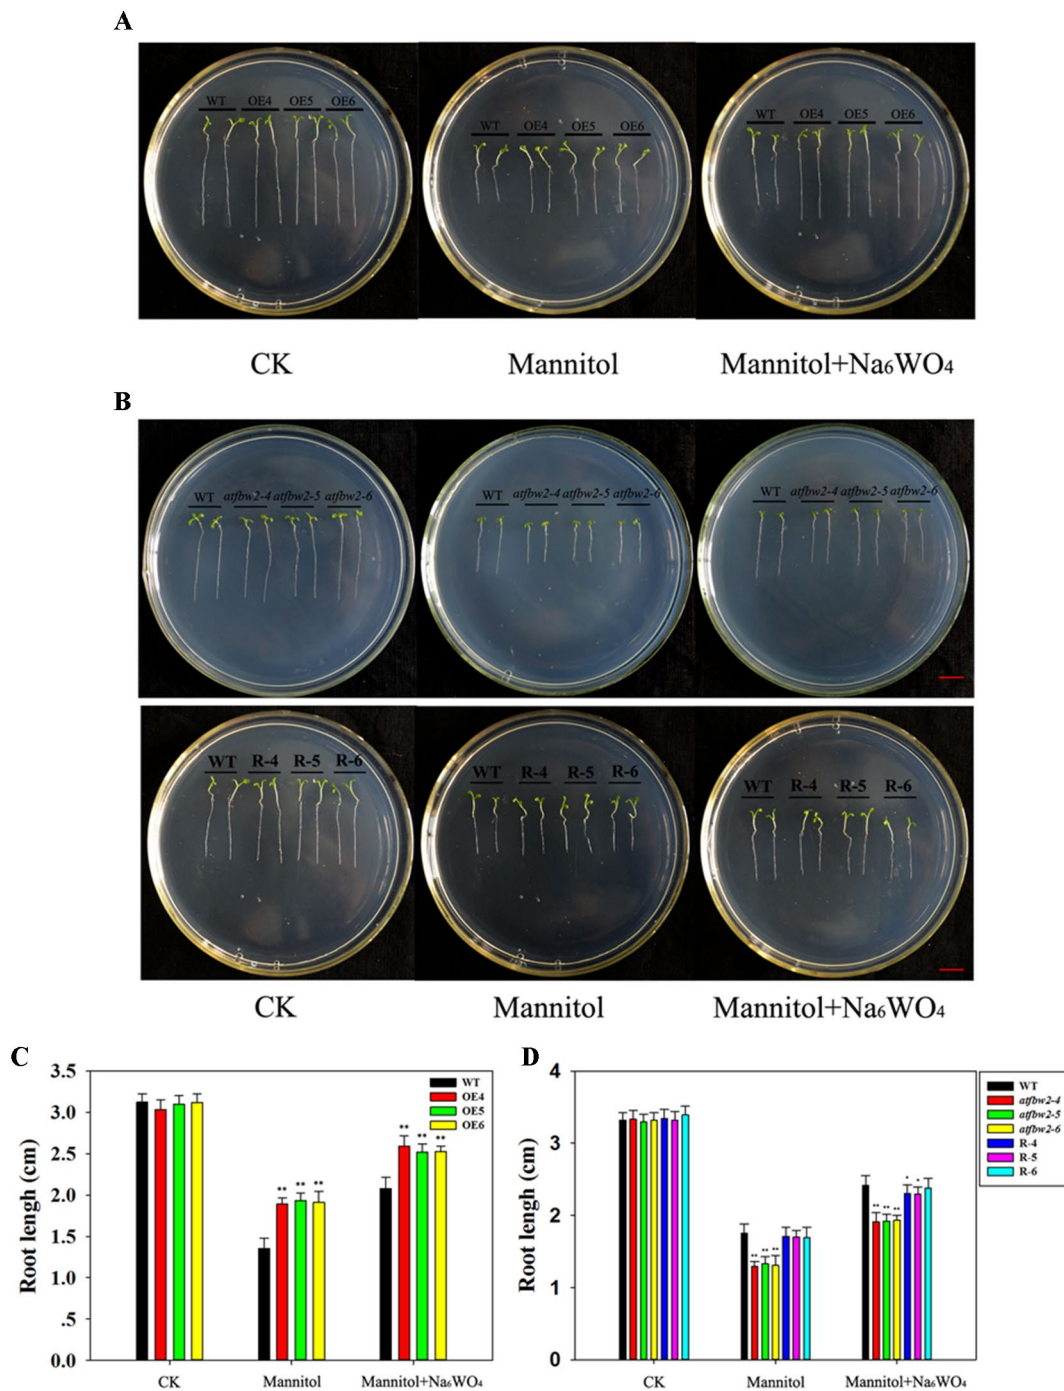 A
WT OE4 OE5 OE6
WT OE4 OE5 OE6
WT OE4 OE5 OE6
CK Mannitol Mannitol+Na6WO4
B
WT atfbw2-4 atfbw2-5 atfbw2-6
WT atfbw2-4 atfbw2-5 atfbw2-6
WT atfbw2-4 atfbw2-5 atfbw2-6
WT R-4 R-5 R-6
WT R-4 R-5 R-6
WT R-4 R-5 R-6
CK Mannitol Mannitol+Na6WO4
C
Root lengh (cm)
3.5
3.0
2.5
2.0
1.5
1.0
.5
0.0
WT
OE4
OE5
OE6
** ** **
** ** **
CK Mannitol Mannitol+Na6WO4
D
Root lengh (cm)
4
3
2
1
0
WT
atfbw2-4
atfbw2-5
atfbw2-6
R-4
R-5
R-6
** ** **
** ** ** * *
CK Mannitol Mannitol+Na6WO4